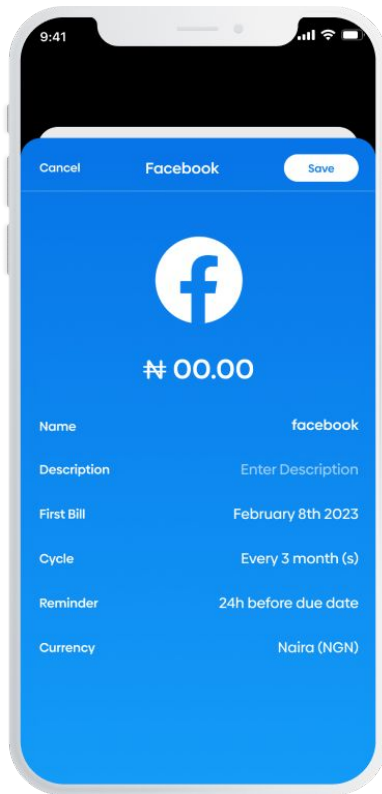 9:41
Cancel Facebook Save
₦ 00.00
Name facebook
Description Enter Description
First Bill February 8th 2023
Cycle Every 3 month (s)
Reminder 24h before due date
Currency Naira (NGN)